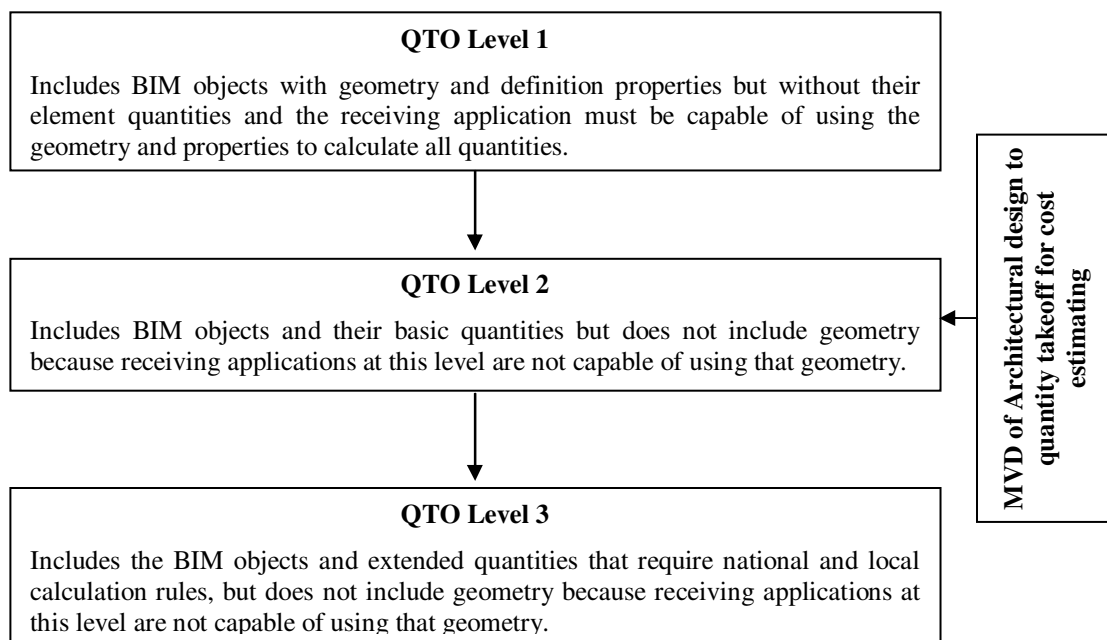 QTO Level 1
Includes BIM objects with geometry and definition properties but without their
element quantities and the receiving application must be capable of using the
geometry and properties to calculate all quantities.
QTO Level 2
Includes BIM objects and their basic quantities but does not include geometry
because receiving applications at this level are not capable of using that geometry.
QTO Level 3
Includes the BIM objects and extended quantities that require national and local
calculation rules, but does not include geometry because receiving applications at
this level are not capable of using that geometry.
MVD of Architectural design to
quantity takeoff for cost
estimating